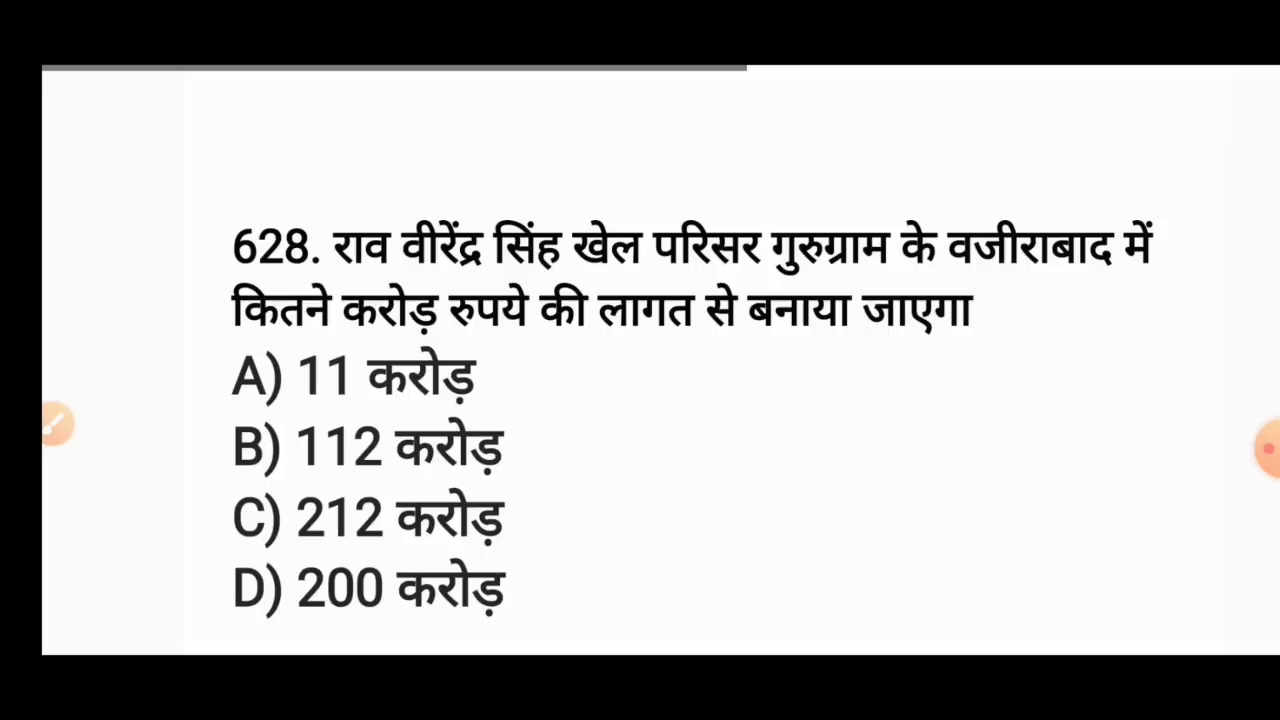 628. राव वीरेंद्र सिंह खेल परिसर गुरुग्राम के वजीराबाद में
कितने करोड़ रुपये की लागत से बनाया जाएगा
A) 11 करोड़
B) 112 करोड़
C) 212 करोड़
D) 200 करोड़